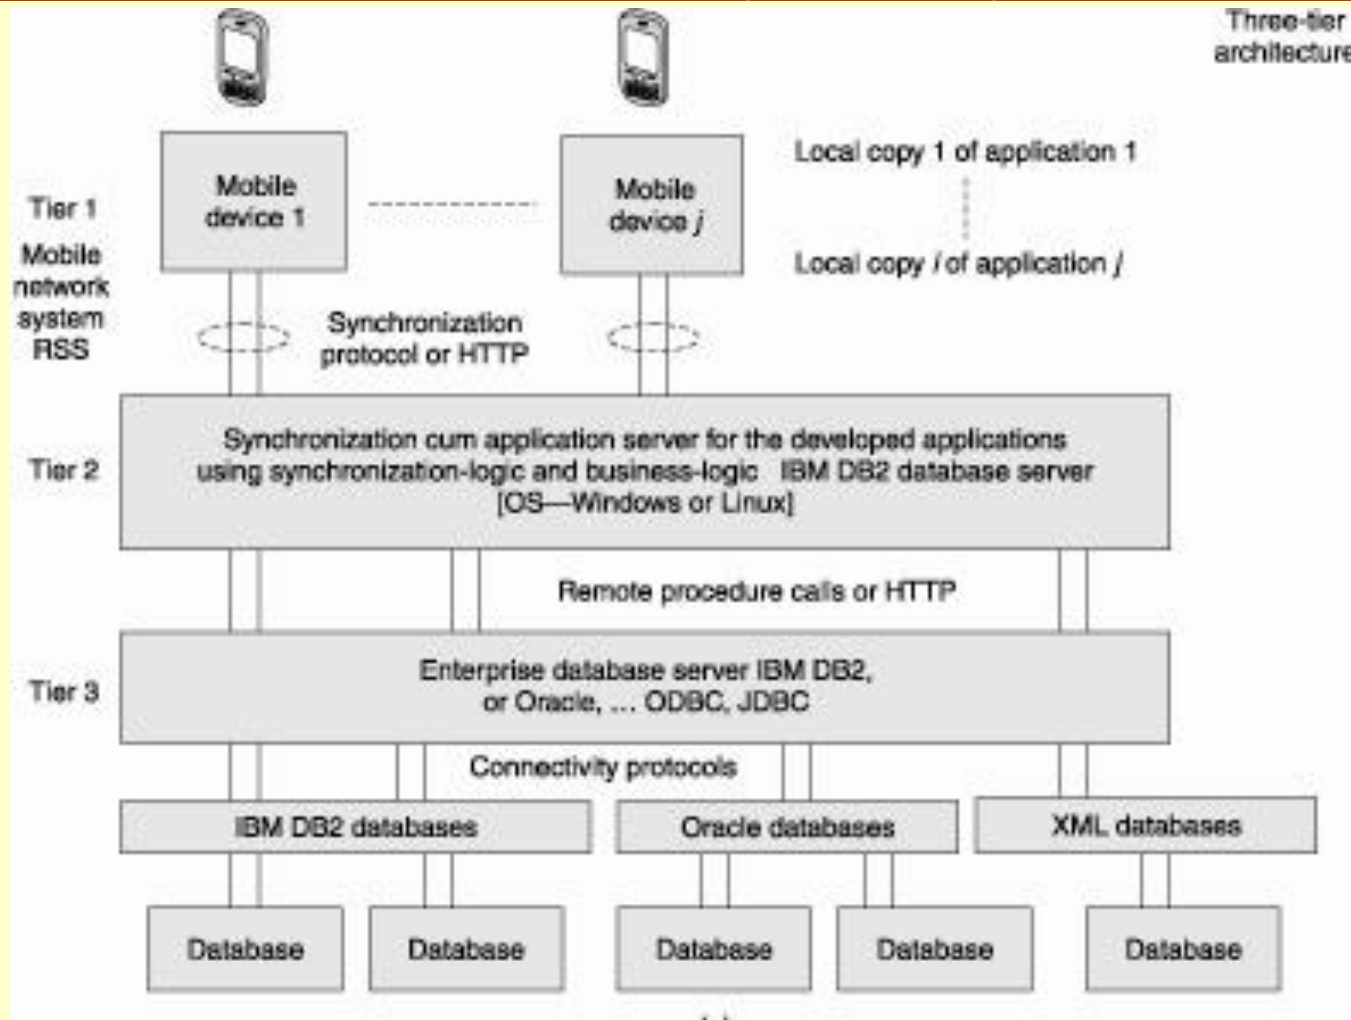 Three-tier
architecture
Mobile
device 1
Mobile
device j
Local copy 1 of application 1
Local copy i of application j
Tier 1
Mobile
network
system
RSS
Synchronization
protocol or HTTP
Tier 2
Synchronization cum application server for the developed applications
using synchronization-logic and business-logic IBM DB2 database server
[OS—Windows or Linux]
Remote procedure calls or HTTP
Tier 3
Enterprise database server IBM DB2,
or Oracle, ... ODBC, JDBC
Connectivity protocols
IBM DB2 databases
Oracle databases
XML databases
Database
Database
Database
Database
Database